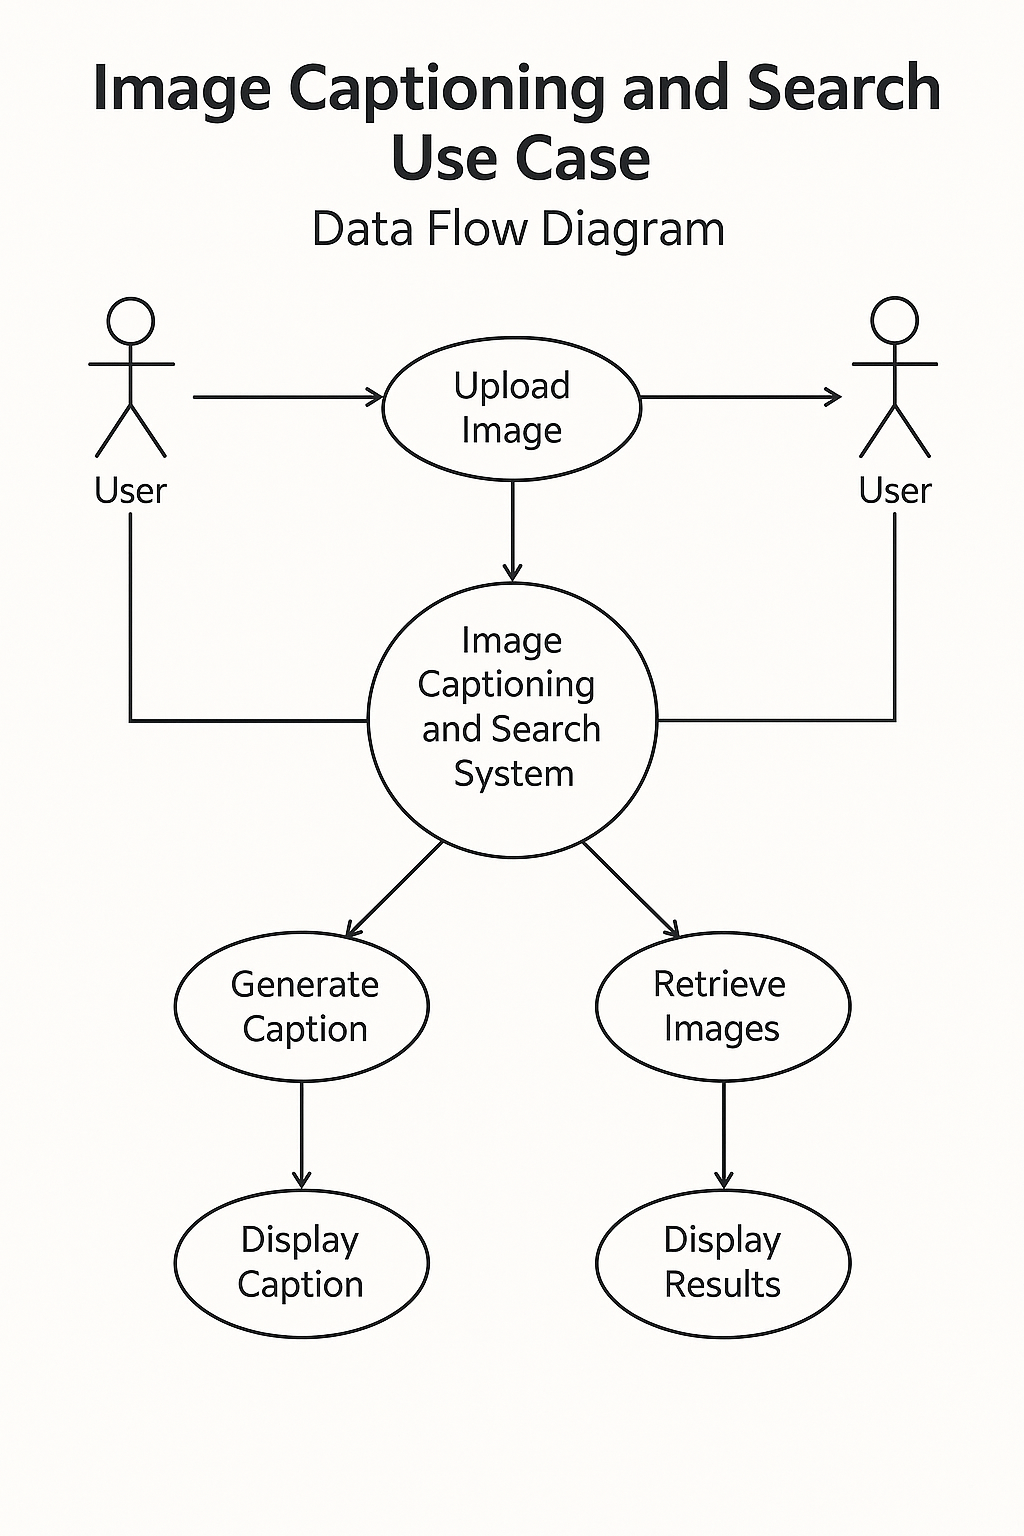 Image Captioning and Search
Use Case
Data Flow Diagram
Upload
Image
User
User
Image
Captioning
and Search
System
Generate
Caption
Retrieve
Images
Display
Caption
Display
Results